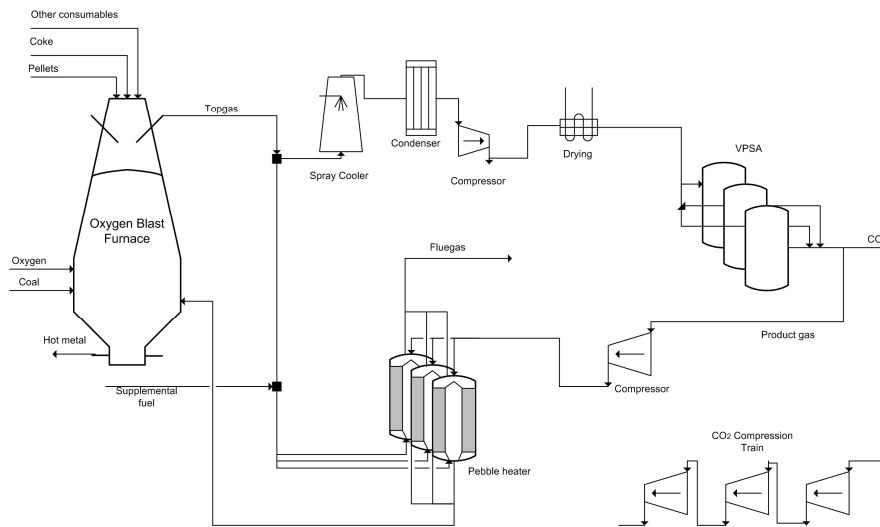 Other consumables
Coke
Pellets
Topgas
Spray Cooler
Condenser
Compressor
Drying
VPSA
Oxygen Blast
Furnace
Oxygen
Coal
Hot metal
Supplemental
fuel
Fluegas
Pebble heater
Compressor
Product gas
CO
CO2 Compression
Train